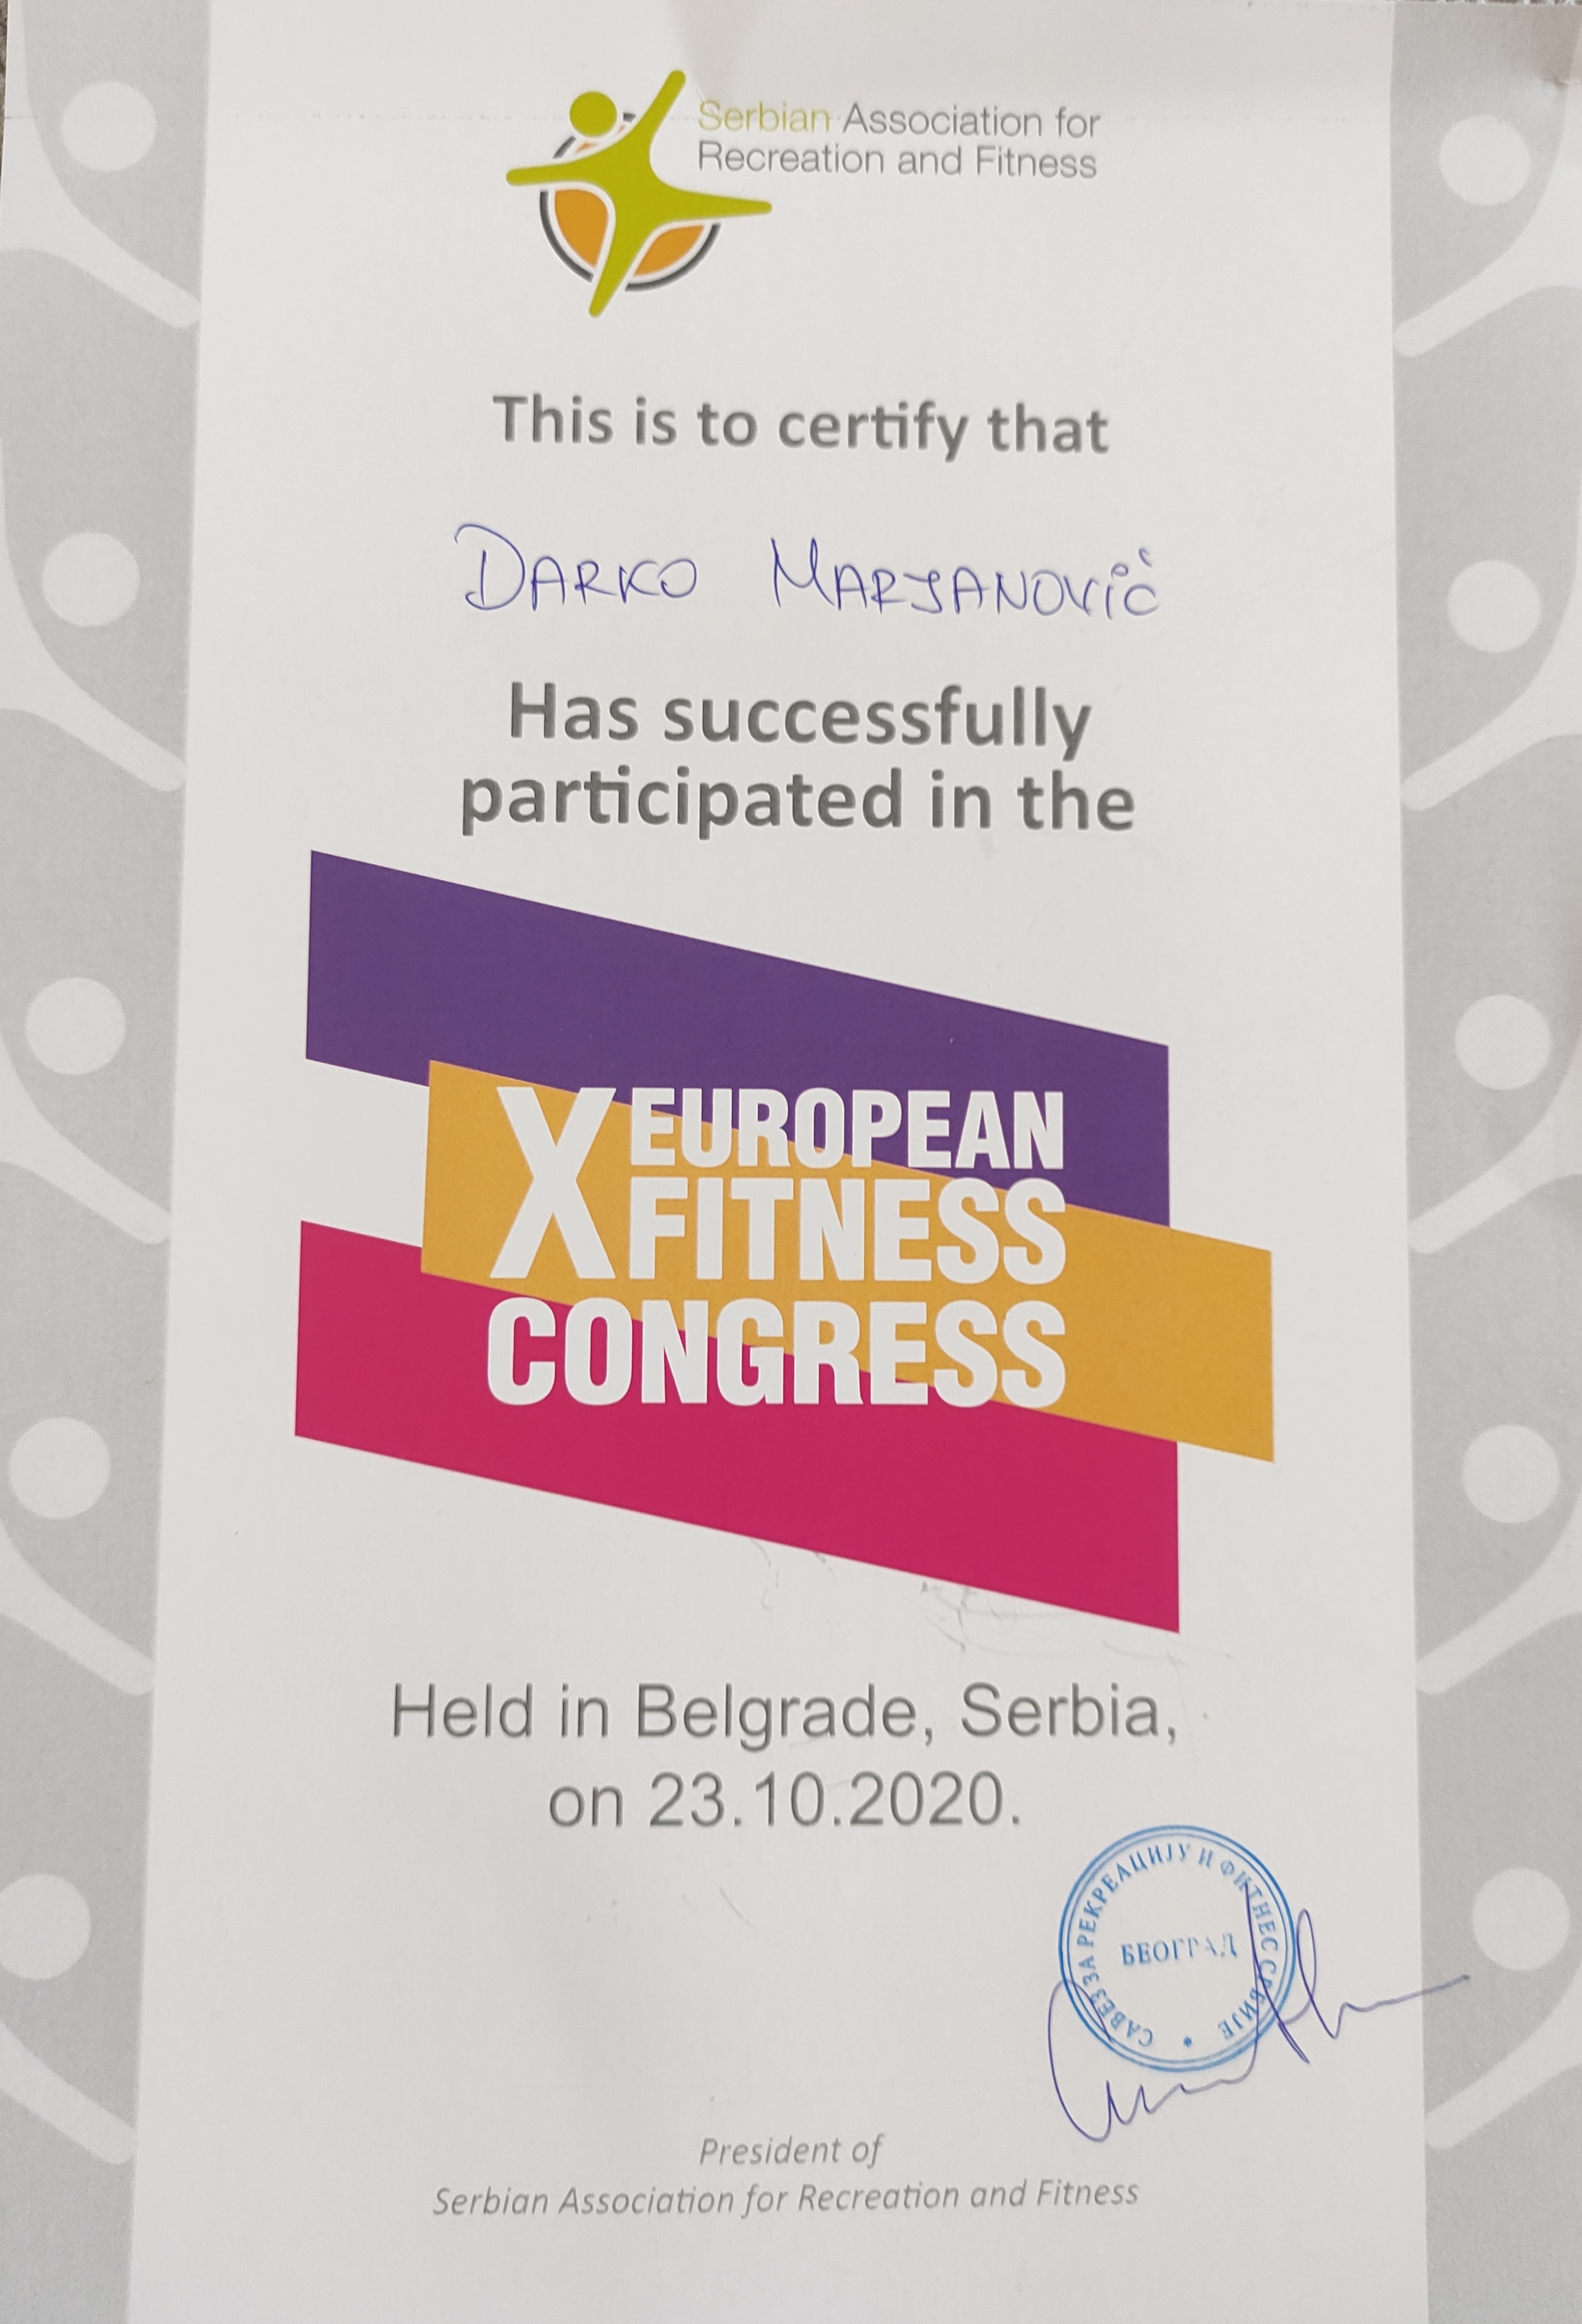 Serbian Association for
Recreation and Fitness
This is to certify that
DARKO MARJANOVIĆ
Has successfully
participated in the
X EUROPEAN
FITNESS
CONGRESS
Held in Belgrade, Serbia,
on 23.10.2020.
САВЕЗ ЗА РЕКРЕАЦИЈУ И ФИТНЕС СРБИЈЕ
БЕОГРАД
President of
Serbian Association for Recreation and Fitness